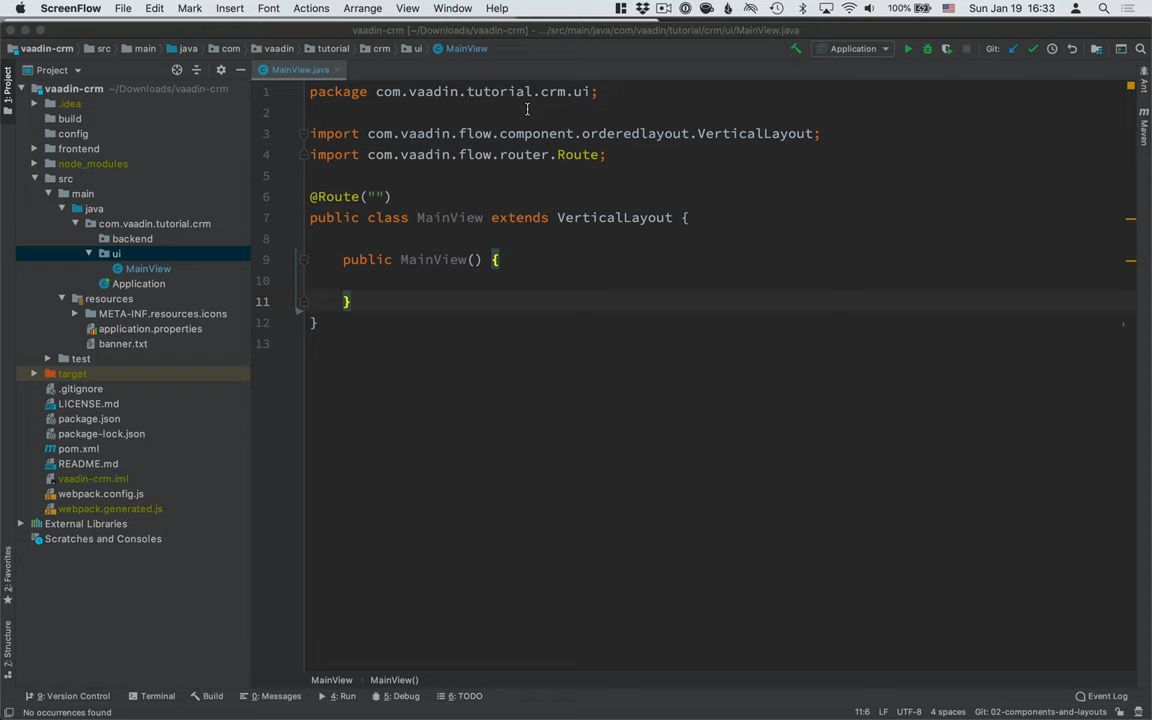 ScreenFlow File Edit Mark Insert Font Actions Arrange View Window Help 100% Sun Jan 19 16:33
vaadin-crm [~/Downloads/vaadin-crm] - .../src/main/java/com/vaadin/tutorial/crm/ui/MainView.java
vaadin-crm src main java com vaadin tutorial crm ui MainView Application Git:
Project MainView.java
1: Project
Ant
Maven
vaadin-crm ~/Downloads/vaadin-crm
.idea
build
config
frontend
node_modules
src
main
java
com.vaadin.tutorial.crm
backend
ui
MainView
Application
resources
META-INF.resources.icons
application.properties
banner.txt
test
target
.gitignore
LICENSE.md
package.json
package-lock.json
pom.xml
README.md
vaadin-crm.iml
webpack.config.js
webpack.generated.js
External Libraries
Scratches and Consoles
2: Favorites
7: Structure
1 package com.vaadin.tutorial.crm.ui;
2
3 import com.vaadin.flow.component.orderedlayout.VerticalLayout;
4 import com.vaadin.flow.router.Route;
5
6 @Route("")
7 public class MainView extends VerticalLayout {
8
9 public MainView() {
10
11 }
12 }
13
MainView MainView()
9: Version Control Terminal Build 0: Messages 4: Run 5: Debug 6: TODO Event Log
No occurrences found 11:6 LF UTF-8 4 spaces Git: 02-components-and-layouts